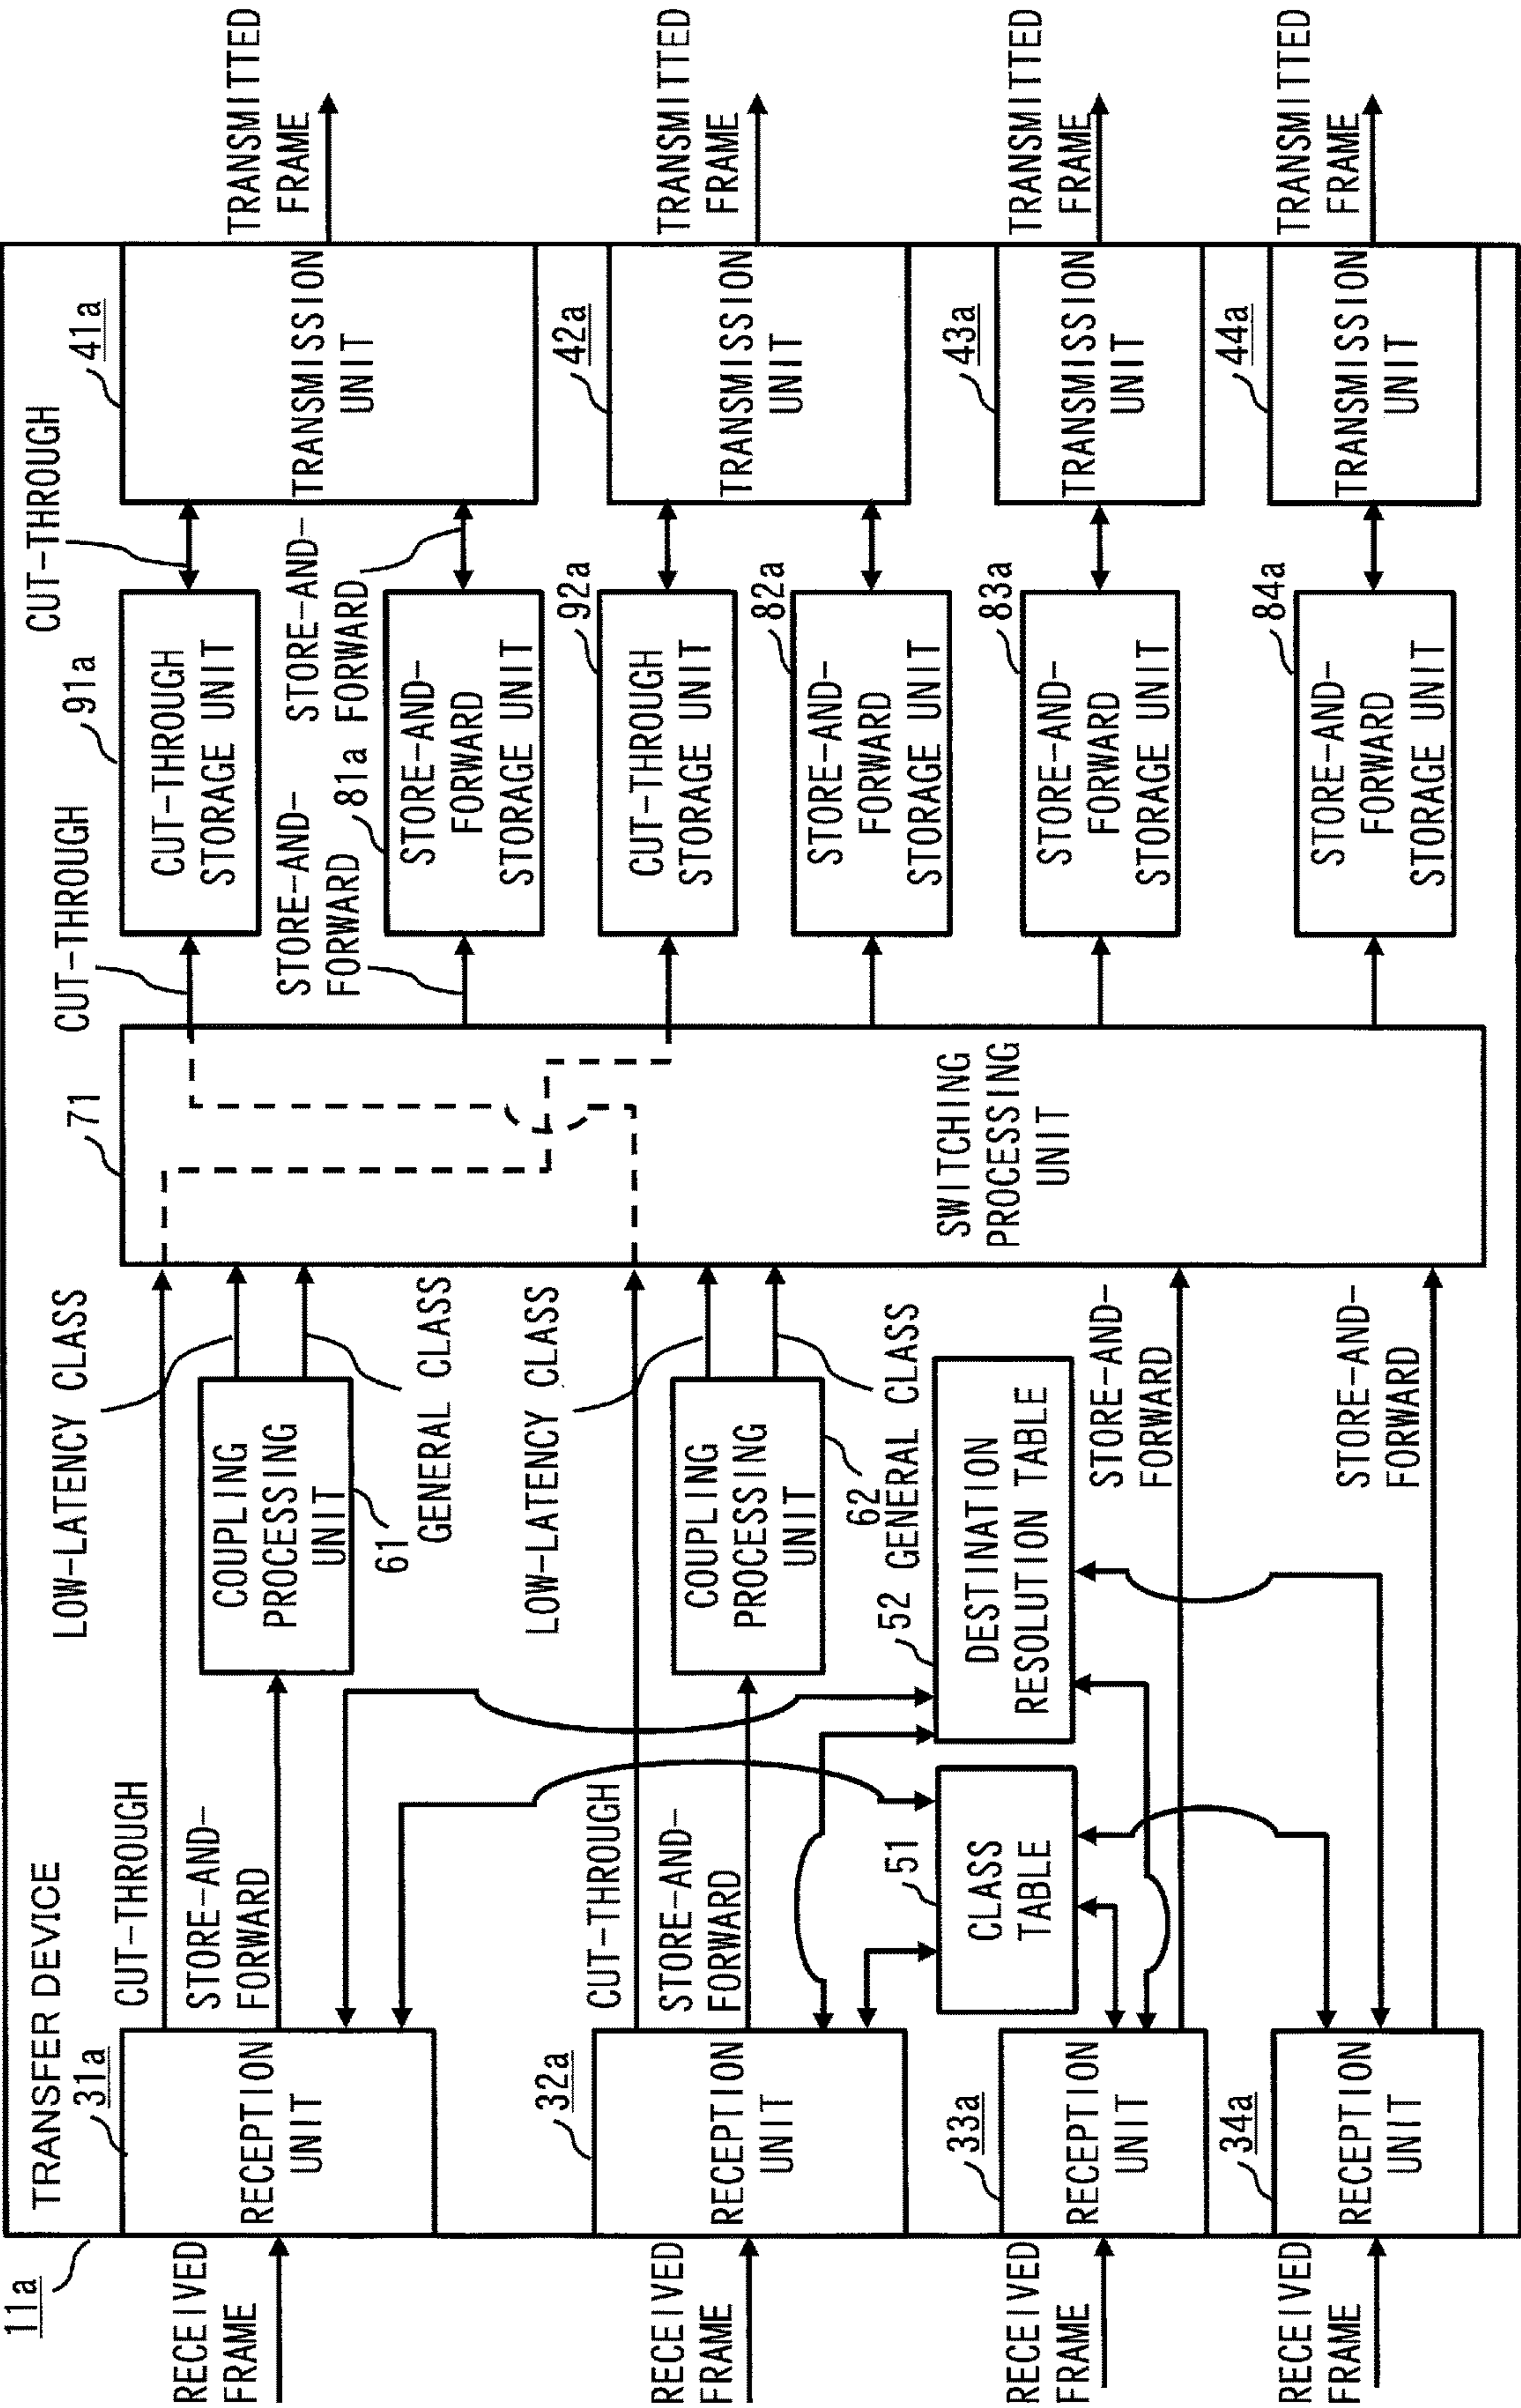 11a
TRANSFER DEVICE
RECEIVED
FRAME
31a
RECEPTION
UNIT
CUT-THROUGH
STORE-AND-
FORWARD
LOW-LATENCY CLASS
COUPLING
PROCESSING
UNIT
61
GENERAL CLASS
71
SWITCHING
PROCESSING
UNIT
CUT-THROUGH
91a
CUT-THROUGH
STORAGE UNIT
CUT-THROUGH
STORE-AND-
FORWARD
81a
STORE-AND-
FORWARD
STORAGE UNIT
STORE-AND-
FORWARD
41a
TRANSMISSION
UNIT
TRANSMITTED
FRAME
RECEIVED
FRAME
32a
RECEPTION
UNIT
CUT-THROUGH
STORE-AND-
FORWARD
LOW-LATENCY CLASS
COUPLING
PROCESSING
UNIT
62
GENERAL CLASS
92a
CUT-THROUGH
STORAGE UNIT
82a
STORE-AND-
FORWARD
STORAGE UNIT
42a
TRANSMISSION
UNIT
TRANSMITTED
FRAME
51
CLASS
TABLE
52
DESTINATION
RESOLUTION TABLE
RECEIVED
FRAME
33a
RECEPTION
UNIT
STORE-AND-
FORWARD
83a
STORE-AND-
FORWARD
STORAGE UNIT
43a
TRANSMISSION
UNIT
TRANSMITTED
FRAME
RECEIVED
FRAME
34a
RECEPTION
UNIT
STORE-AND-
FORWARD
84a
STORE-AND-
FORWARD
STORAGE UNIT
44a
TRANSMISSION
UNIT
TRANSMITTED
FRAME